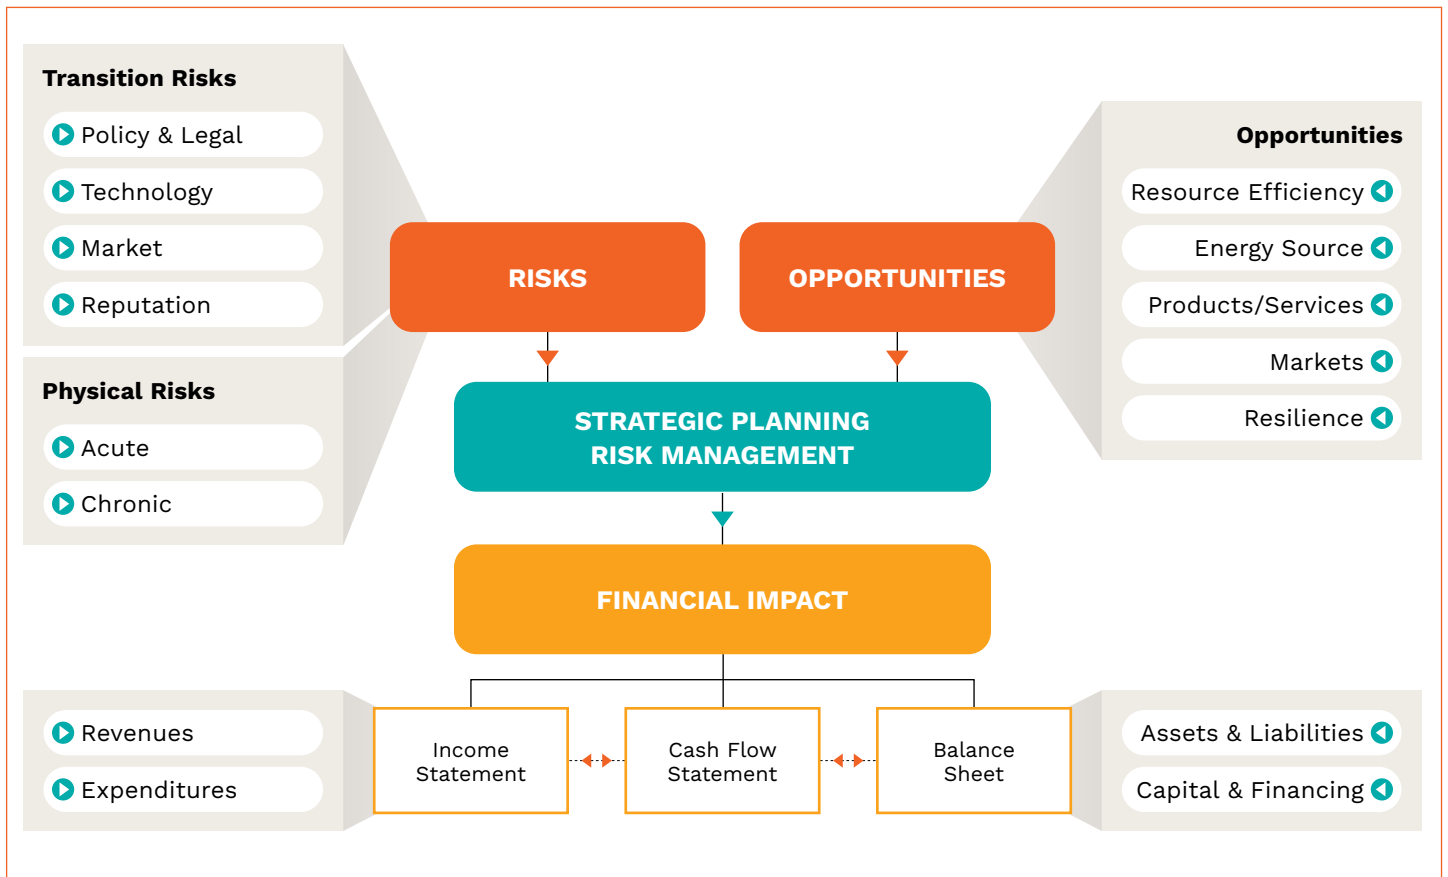 Transition Risks
Policy & Legal
Technology
Market
Reputation
Physical Risks
Acute
Chronic
RISKS
OPPORTUNITIES
Opportunities
Resource Efficiency
Energy Source
Products/Services
Markets
Resilience
STRATEGIC PLANNING
RISK MANAGEMENT
FINANCIAL IMPACT
Revenues
Expenditures
Income
Statement
Cash Flow
Statement
Balance
Sheet
Assets & Liabilities
Capital & Financing